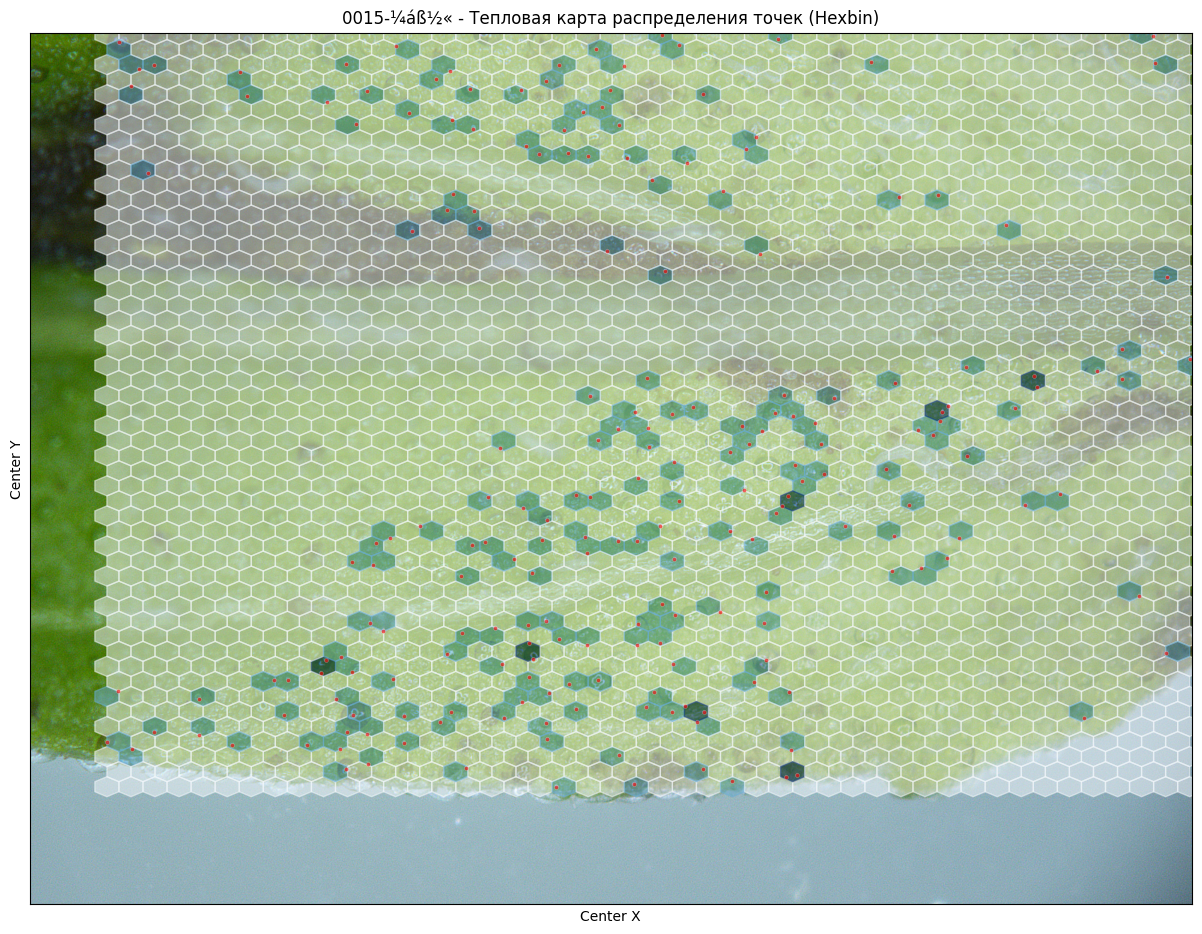 0015-¼áß½« - Тепловая карта распределения точек (Hexbin)
Center Y
Center X